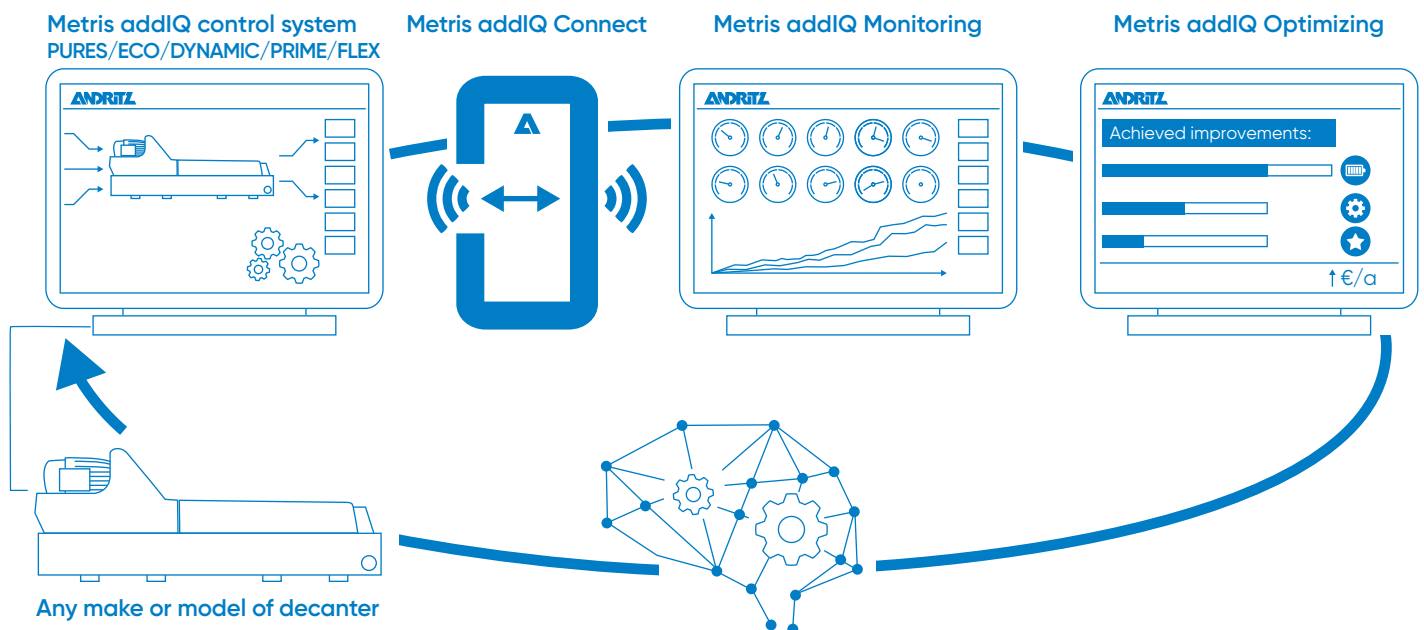 Metris addIQ control system
PURES/ECO/DYNAMIC/PRIME/FLEX
Metris addIQ Connect
Metris addIQ Monitoring
Metris addIQ Optimizing
ANDRITZ
ANDRITZ
ANDRITZ
Achieved improvements:
↑€/a
Any make or model of decanter